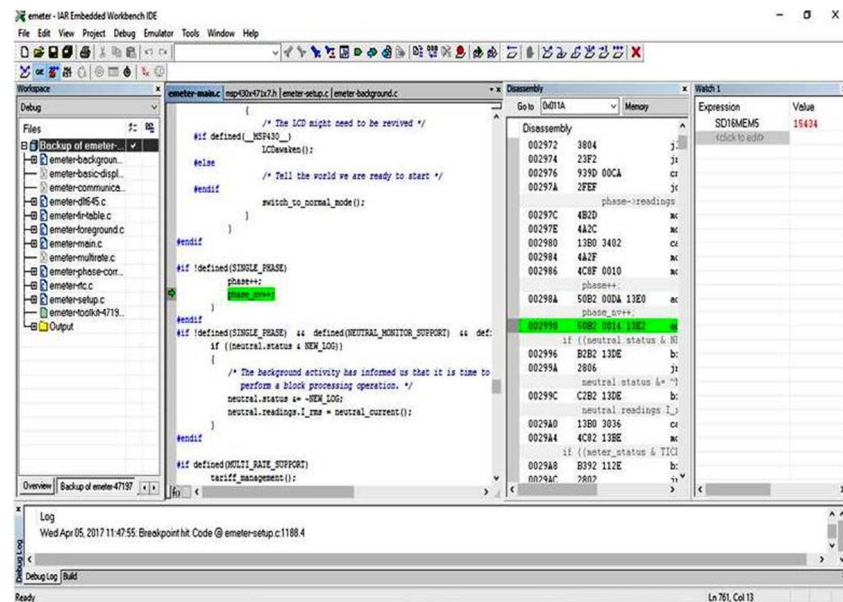 emeter - IAR Embedded Workbench IDE
File Edit View Project Debug Emulator Tools Window Help
Workspace
Debug
Files
Backup of emeter-...
emeter-backgroun...
emeter-basic-displ...
emeter-communica...
emeter-dlt645.c
emeter-fir-table.c
emeter-foreground.c
emeter-main.c
emeter-multirate.c
emeter-phase-corr...
emeter-rtc.c
emeter-setup.c
emeter-toolkit-4719...
Output
Overview Backup of emeter-47197
emeter-main.c msp430x471x7.h emeter-setup.c emeter-background.c
{
/* The LCD might need to be revived */
#if defined(__MSP430__)
LCDawaken();
#else
/* Tell the world we are ready to start */
#endif
switch_to_normal_mode();
}
}
#endif
#if !defined(SINGLE_PHASE)
phase++;
phase_nv++;
}
#endif
#if !defined(SINGLE_PHASE) && defined(NEUTRAL_MONITOR_SUPPORT) && def:
if ((neutral.status & NEW_LOG))
{
/* The background activity has informed us that it is time to
perform a block processing operation. */
neutral.status &= ~NEW_LOG;
neutral.readings.I_rms = neutral_current();
}
#endif
#if defined(MULTI_RATE_SUPPORT)
tariff_management();
f()
Disassembly
Go to 0x011A Memory
Disassembly
002972 3804
002974 23F2
002976 939D 00CA
00297A 2FEF
phase->readings
00297C 4B2D
00297E 4A2C
002980 13B0 3402
002984 4A2F
002986 4C8F 0010
phase++;
00298A 50B2 00DA 13E0
phase_nv++;
002990 50B2 0014 13E2
if ((neutral.status & NE
002996 B2B2 13DE
00299A 2806
neutral.status &= ~N
00299C C2B2 13DE
neutral.readings.I_
0029A0 13B0 3036
0029A4 4C82 13BE
if ((meter_status & TICK
0029A8 B392 112E
0029AC 2802
Watch 1
Expression Value
SD16MEM5 15434
<click to edit>
Log
Wed Apr 05, 2017 11:47:55: Breakpoint hit: Code @ emeter-setup.c:1188.4
Debug Log
Debug Log Build
Ready Ln 761, Col 13